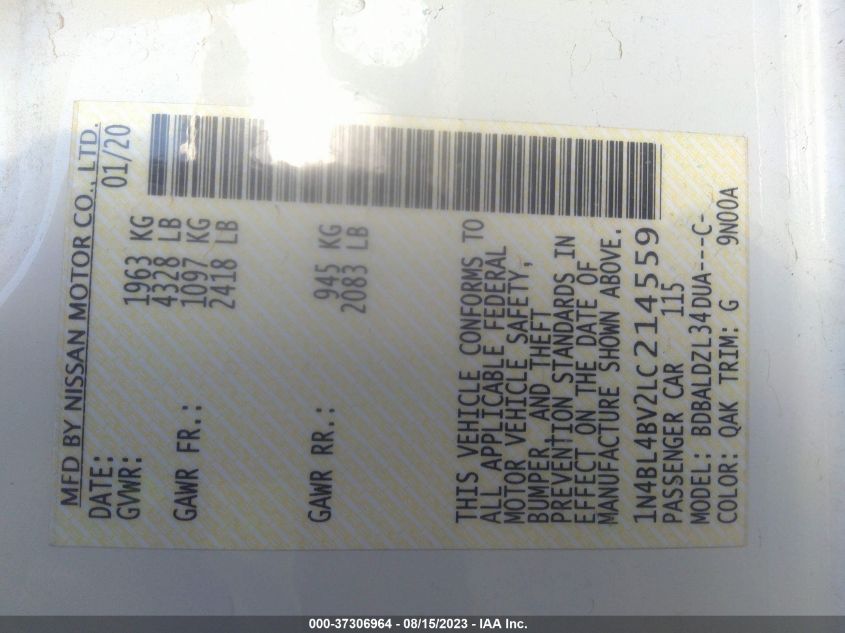 MFD BY NISSAN MOTOR CO., LTD.
DATE: 01/20
GVWR: 1963 KG
4328 LB
GAWR FR.: 1097 KG
2418 LB
GAWR RR.: 945 KG
2083 LB
THIS VEHICLE CONFORMS TO
ALL APPLICABLE FEDERAL
MOTOR VEHICLE SAFETY,
BUMPER, AND THEFT
PREVENTION STANDARDS IN
EFFECT ON THE DATE OF
MANUFACTURE SHOWN ABOVE.
1N4BL4BV2LC214559
PASSENGER CAR 115
MODEL: BDBALDZL34DUA---C-
COLOR: QAK TRIM: G 9N00A
000-37306964 - 08/15/2023 - IAA Inc.